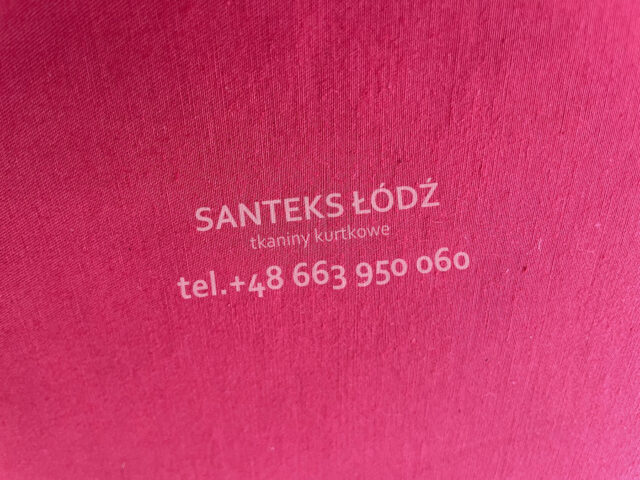 SANTEKS ŁÓDŹ
tkaniny kurtkowe
tel.+48 663 950 060